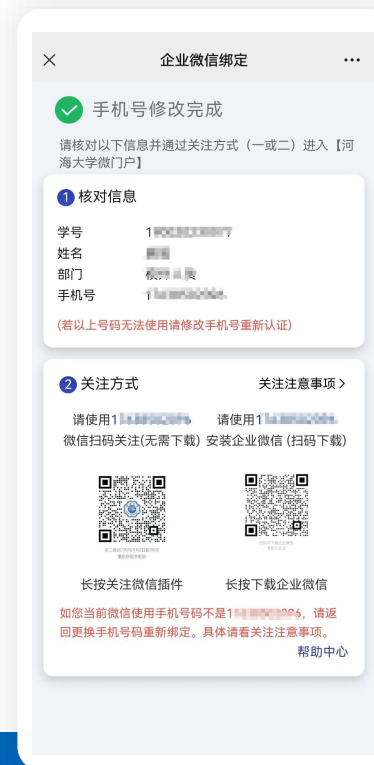 企业微信绑定
手机号修改完成
请核对以下信息并通过关注方式（一或二）进入【河
海大学微门户】
1 核对信息
学号
姓名
部门
手机号
(若以上号码无法使用请修改手机号重新认证)
2 关注方式 关注注意事项>
请使用1 请使用1
微信扫码关注(无需下载) 安装企业微信 (扫码下载)
长按关注微信插件 长按下载企业微信
如您当前微信使用手机号码不是1，请返
回更换手机号码重新绑定。具体请看关注注意事项。
帮助中心